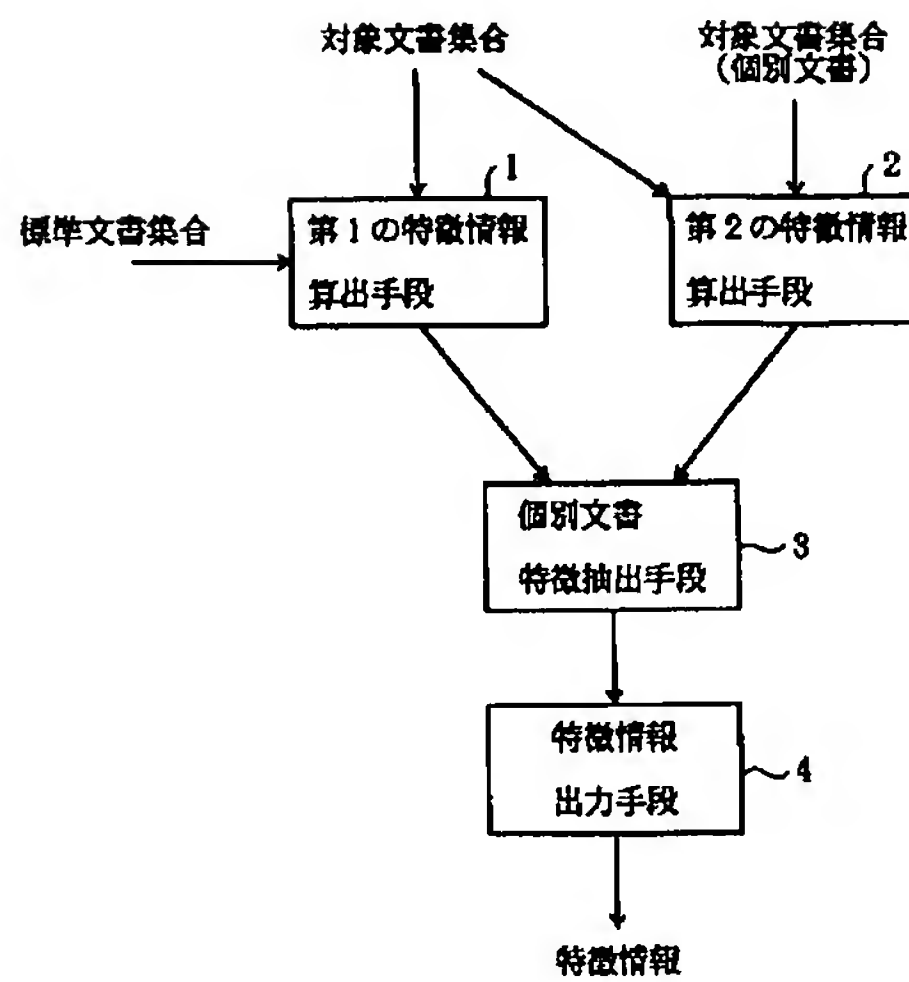 対象文書集合
対象文書集合
(個別文書)
1
2
標準文書集合
第1の特徴情報
算出手段
第2の特徴情報
算出手段
個別文書
特徴抽出手段
3
特徴情報
出力手段
4
特徴情報